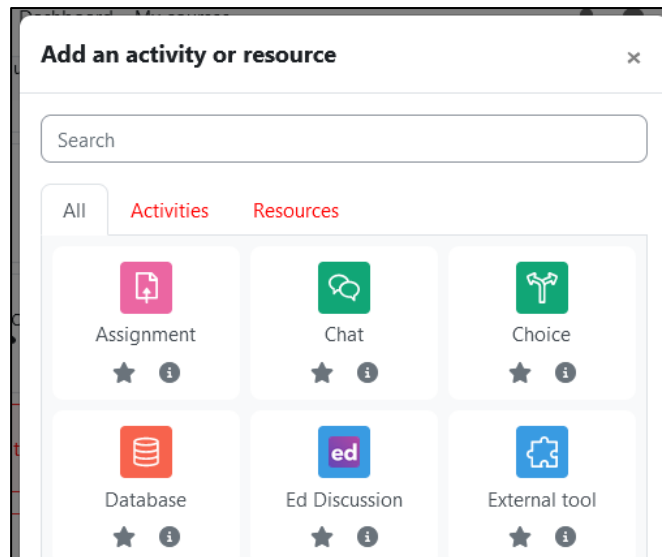 Dashboard My courses
Add an activity or resource
×
Search
All Activities Resources
Assignment Chat Choice
ed
Database Ed Discussion External tool